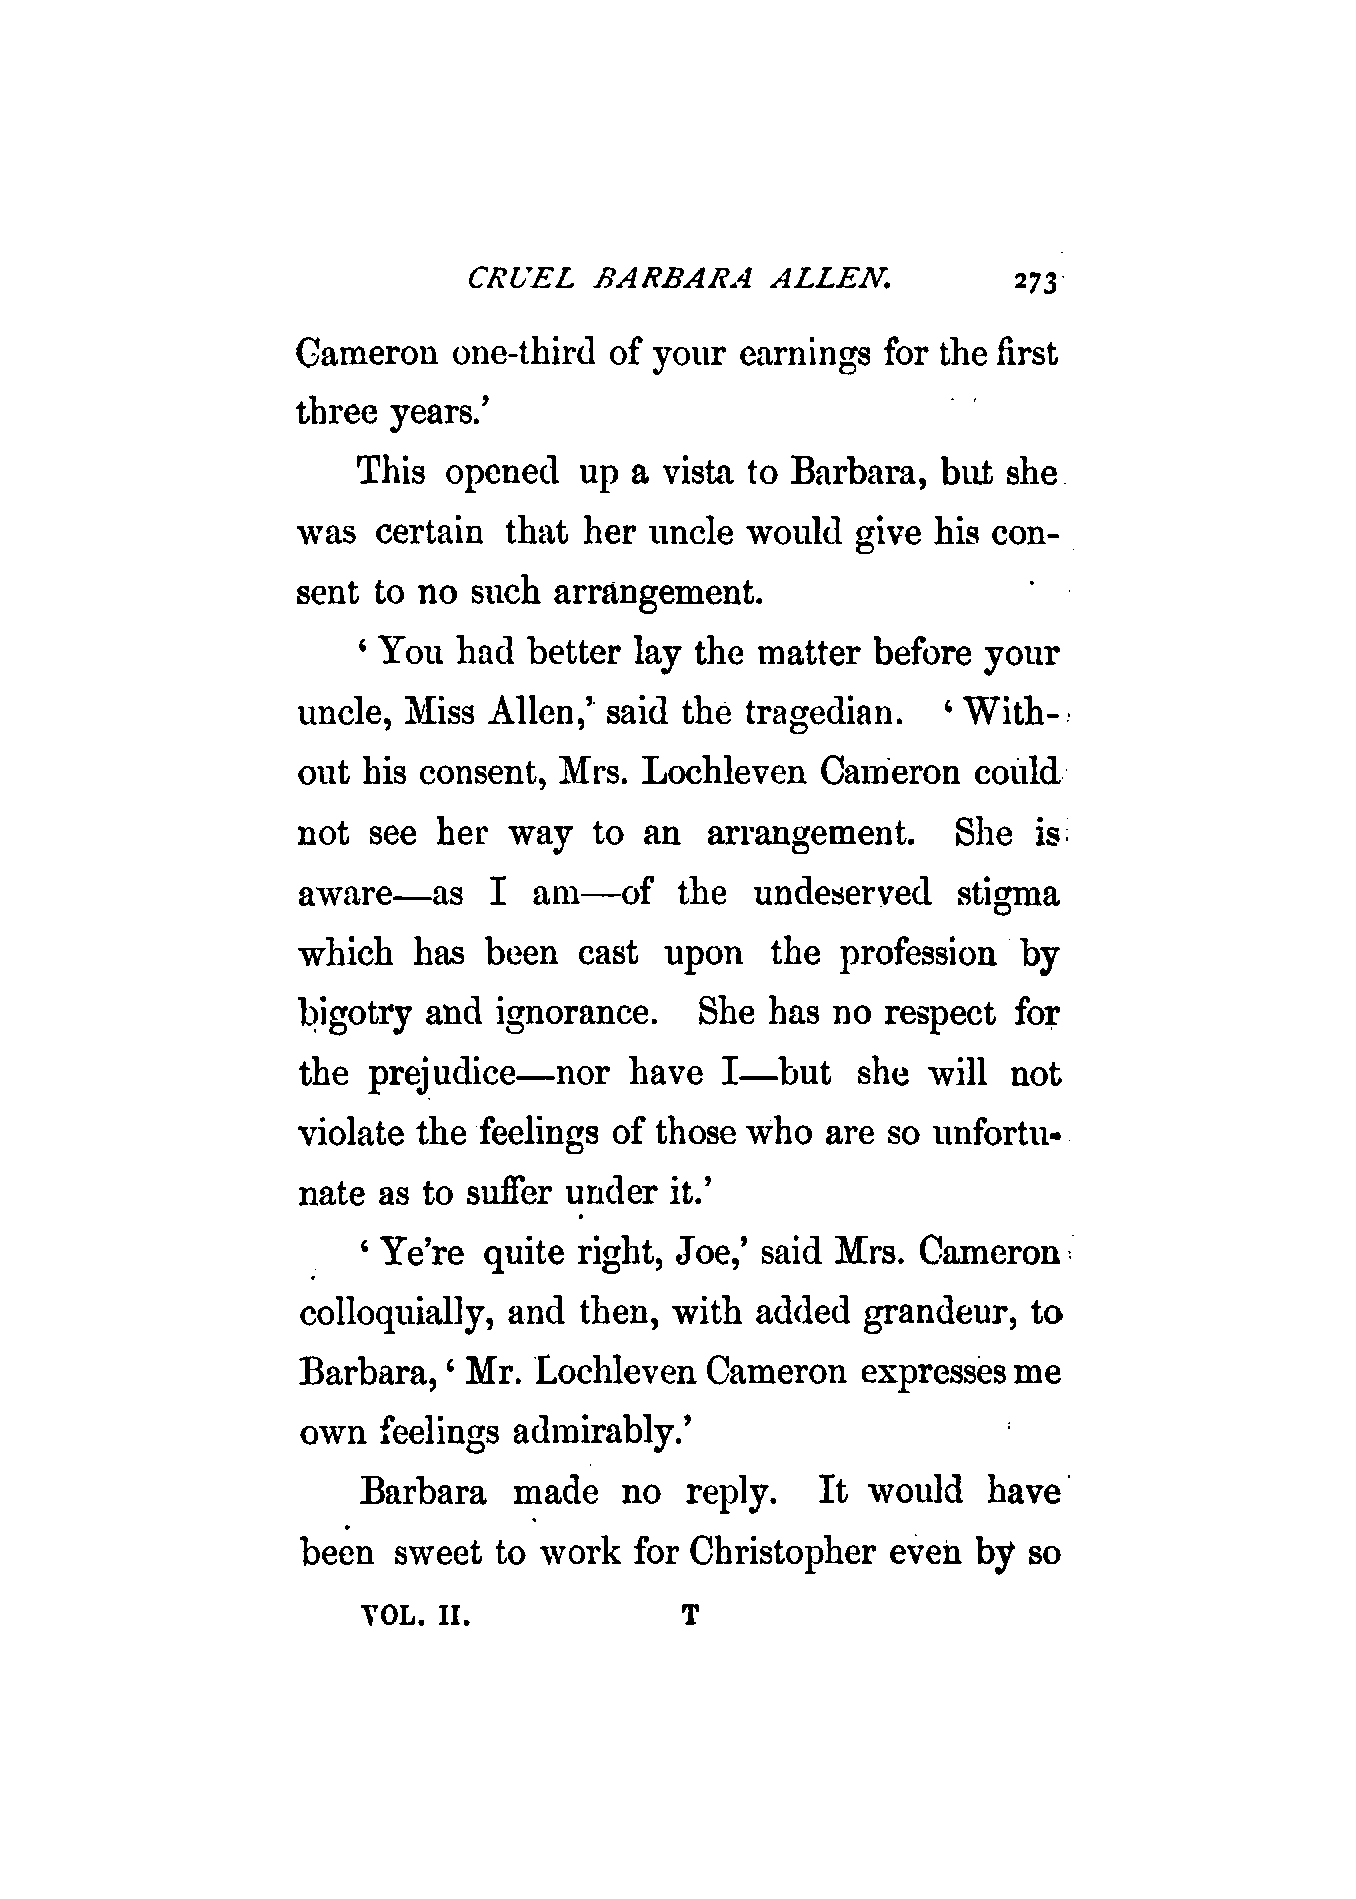 CRUEL BARBARA ALLEN. 273
Cameron one-third of your earnings for the first
three years.’
This opened up a vista to Barbara, but she
was certain that her uncle would give his con-
sent to no such arrangement.
‘ You had better lay the matter before your
uncle, Miss Allen,’ said the tragedian. ‘ With-
out his consent, Mrs. Lochleven Cameron could
not see her way to an arrangement. She is
aware—as I am—of the undeserved stigma
which has been cast upon the profession by
bigotry and ignorance. She has no respect for
the prejudice—nor have I—but she will not
violate the feelings of those who are so unfortu-
nate as to suffer under it.’
‘ Ye’re quite right, Joe,’ said Mrs. Cameron
colloquially, and then, with added grandeur, to
Barbara, ‘ Mr. Lochleven Cameron expresses me
own feelings admirably.’
Barbara made no reply. It would have
been sweet to work for Christopher even by so
VOL. II. T